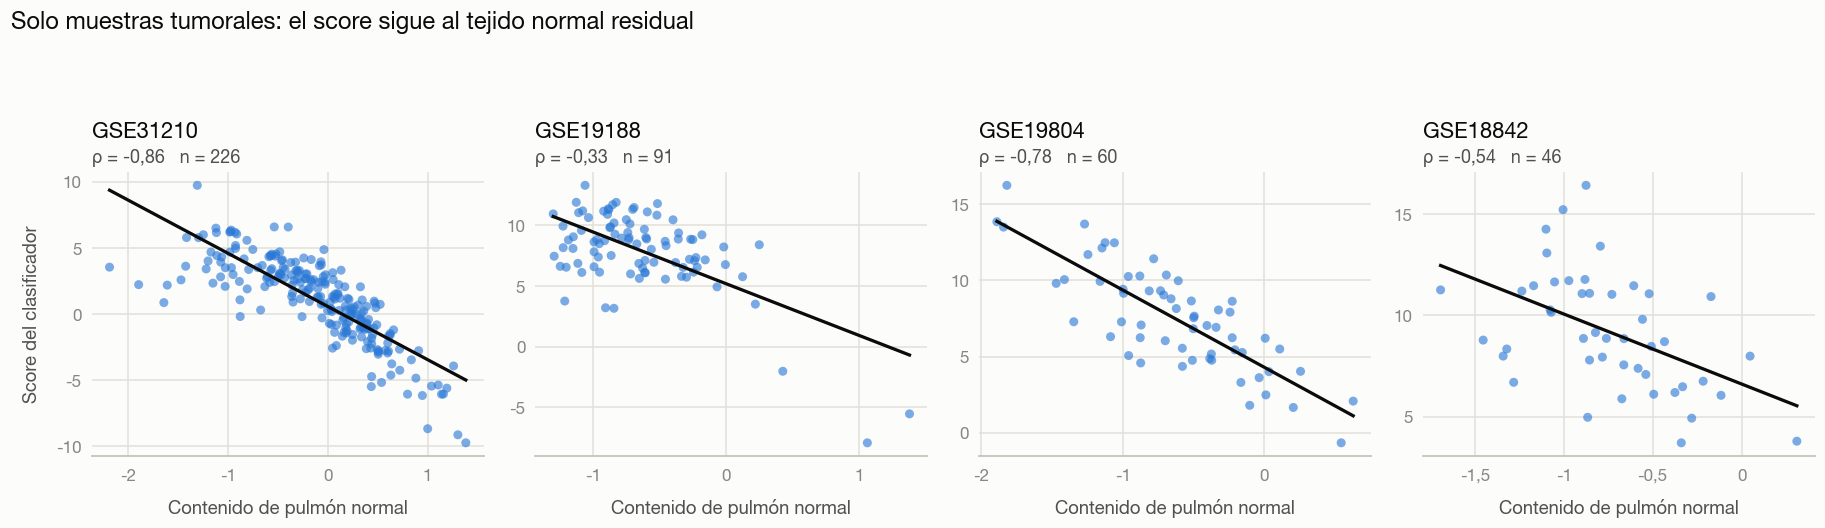 Solo muestras tumorales: el score sigue al tejido normal residual
GSE31210
ρ = -0,86 n = 226
Score del clasificador
10
5
0
-5
-10
-2
-1
0
1
Contenido de pulmón normal
GSE19188
ρ = -0,33 n = 91
10
5
0
-5
-1
0
1
Contenido de pulmón normal
GSE19804
ρ = -0,78 n = 60
15
10
5
0
-2
-1
0
Contenido de pulmón normal
GSE18842
ρ = -0,54 n = 46
15
10
5
-1,5
-1
-0,5
0
Contenido de pulmón normal